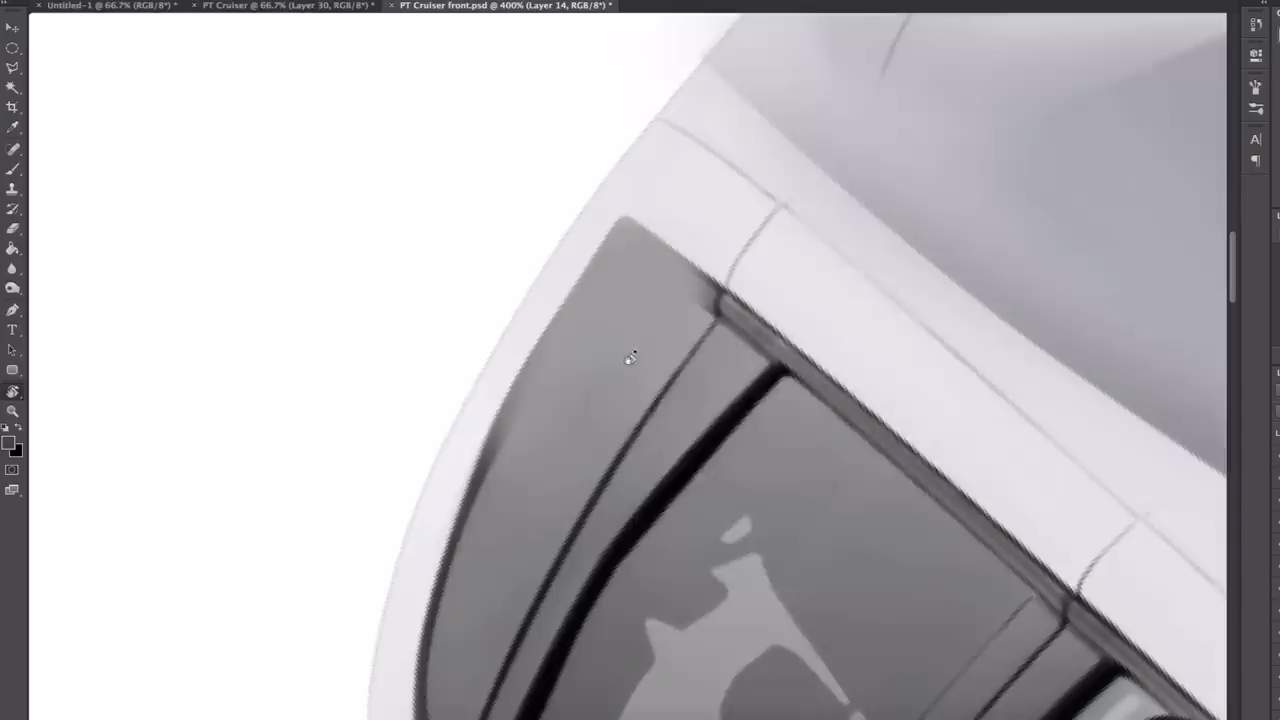 Untitled-1 @ 66.7% (RGB/8*) *
PT Cruiser @ 66.7% (Layer 30, RGB/8*) *
PT Cruiser front.psd @ 400% (Layer 14, RGB/8*) *